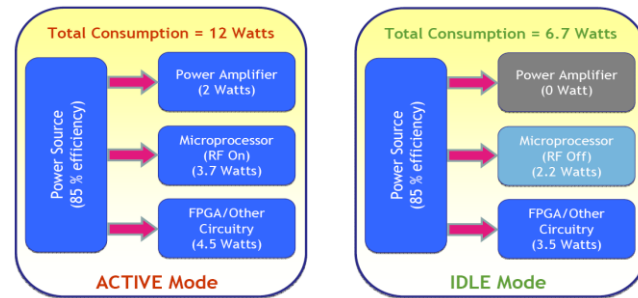 Total Consumption = 12 Watts
Power Source
(85 % efficiency)
Power Amplifier
(2 Watts)
Microprocessor
(RF On)
(3.7 Watts)
FPGA/Other
Circuitry
(4.5 Watts)
ACTIVE Mode
Total Consumption = 6.7 Watts
Power Source
(85 % efficiency)
Power Amplifier
(0 Watt)
Microprocessor
(RF Off)
(2.2 Watts)
FPGA/Other
Circuitry
(3.5 Watts)
IDLE Mode